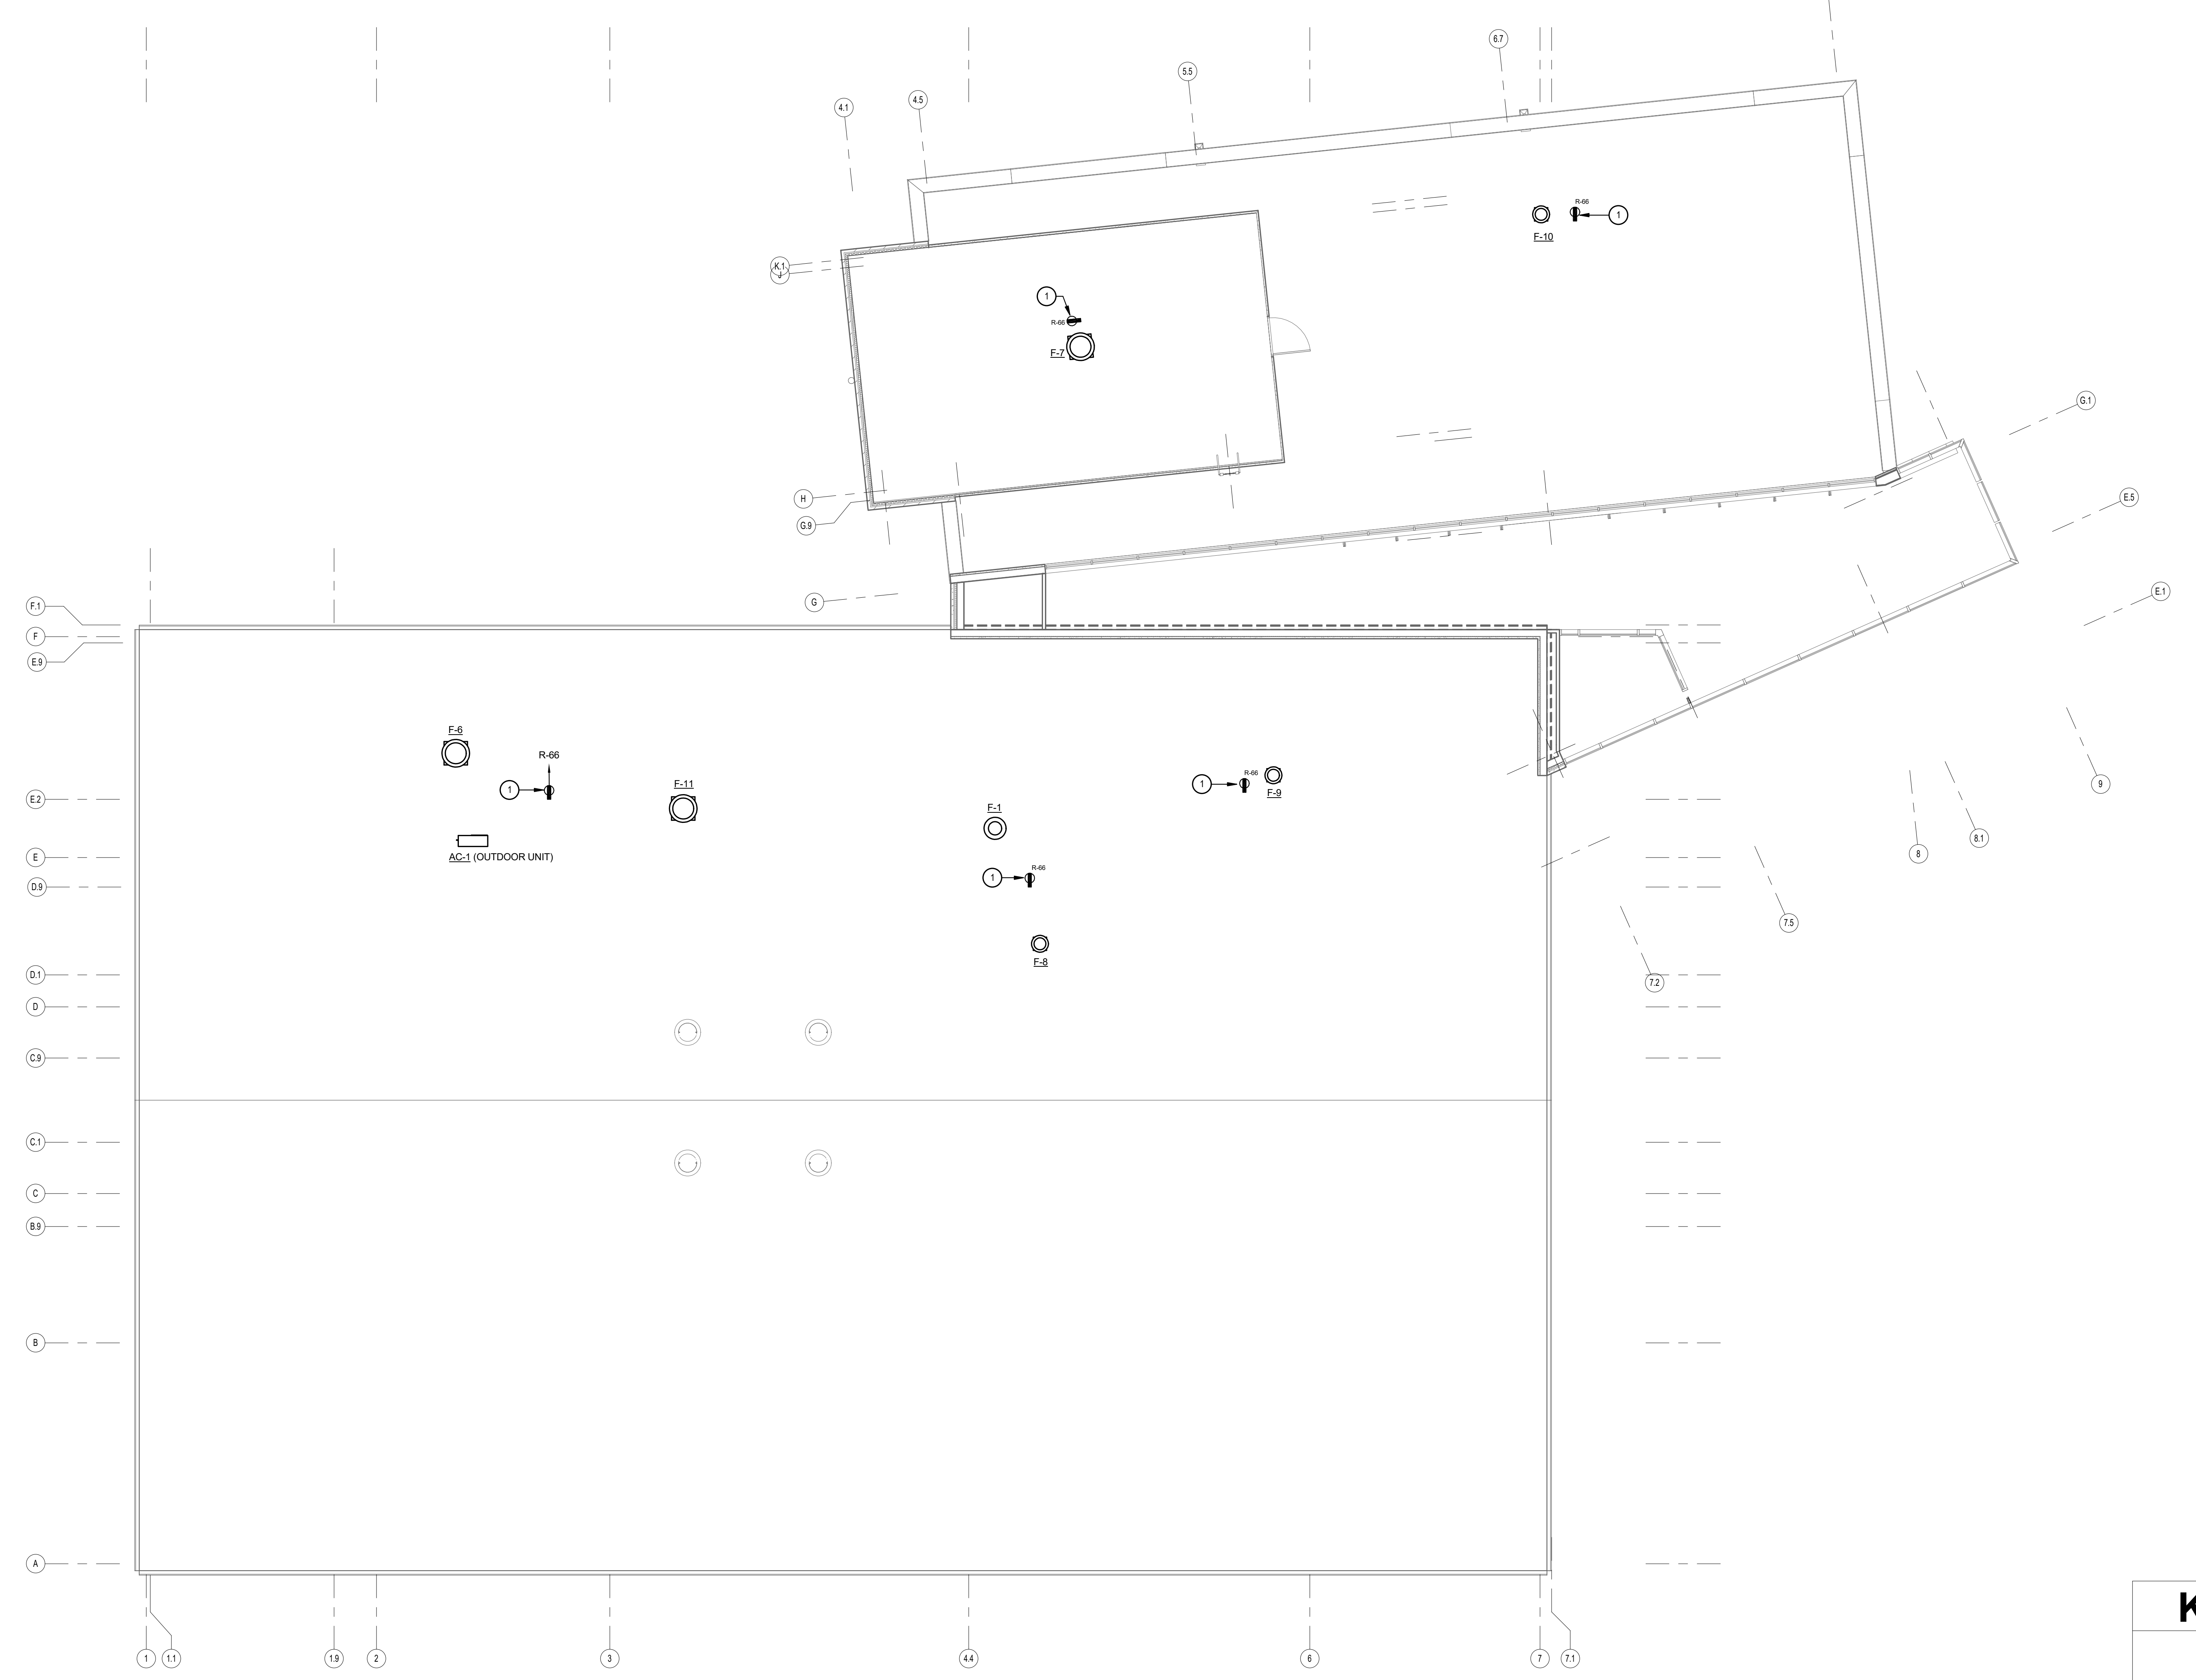 6.7
5.5
4.5
4.1
R-66
1
F-10
K.1
J
1
R-66
F-7
G.1
H
E.5
G.9
E.1
G
F.1
F
E.9
F-6
R-66
1
F-11
R-66
1
F-9
9
E.2
F-1
8.1
AC-1 (OUTDOOR UNIT)
E
8
R-66
1
D.9
7.5
F-8
D.1
7.2
D
C.9
C.1
C
B.9
B
A
K
1
1.1
1.9
2
3
4.4
6
7
7.1